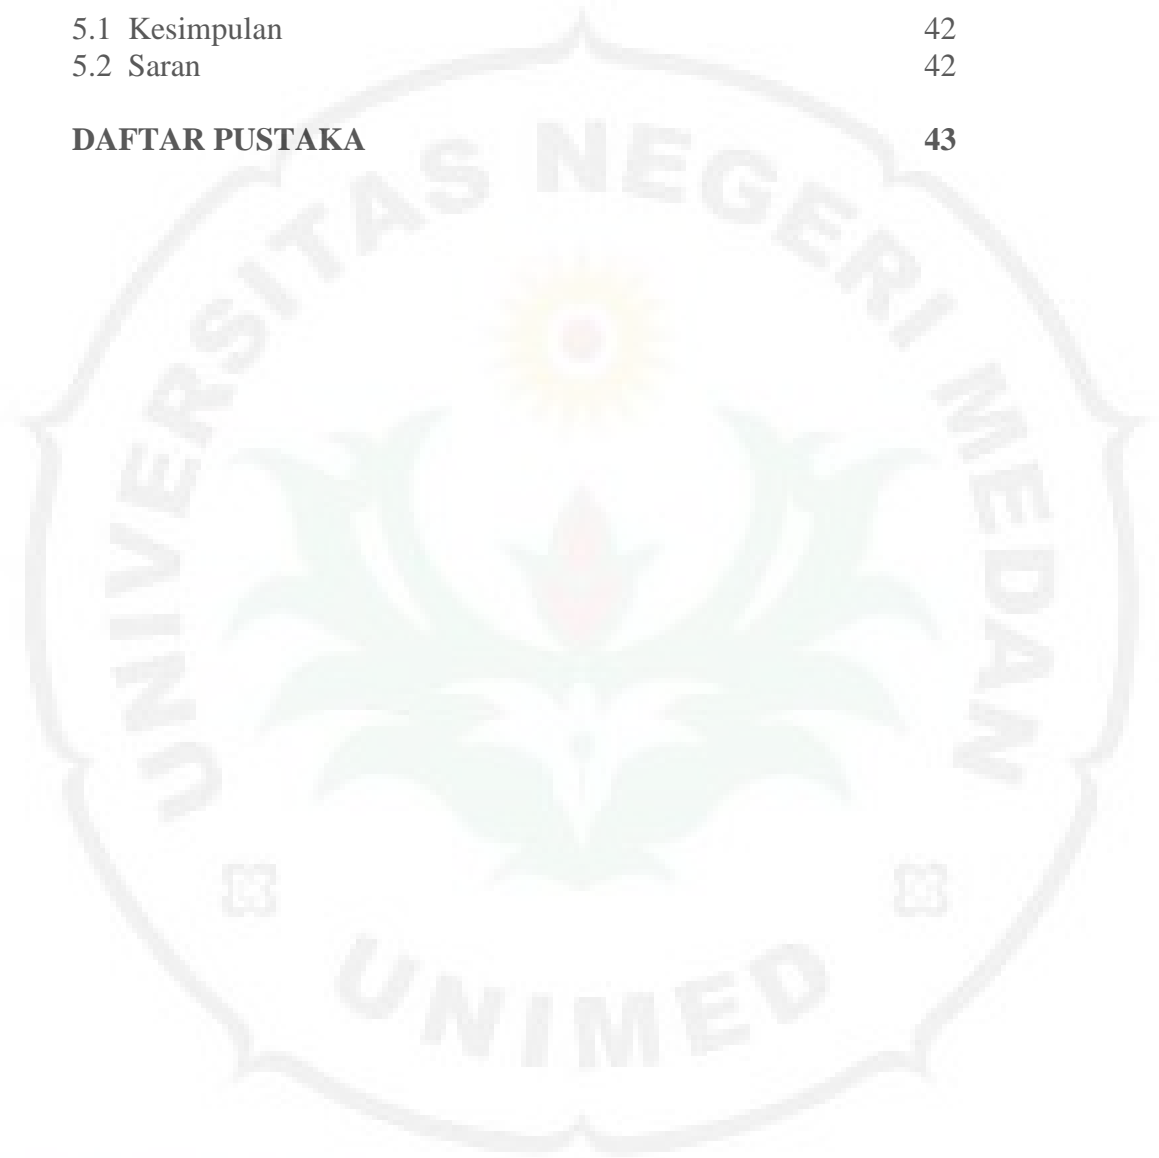 5.1 Kesimpulan 42
5.2 Saran 42
DAFTAR PUSTAKA 43
UNIVERSITAS NEGERI MEDAN
UNIMED